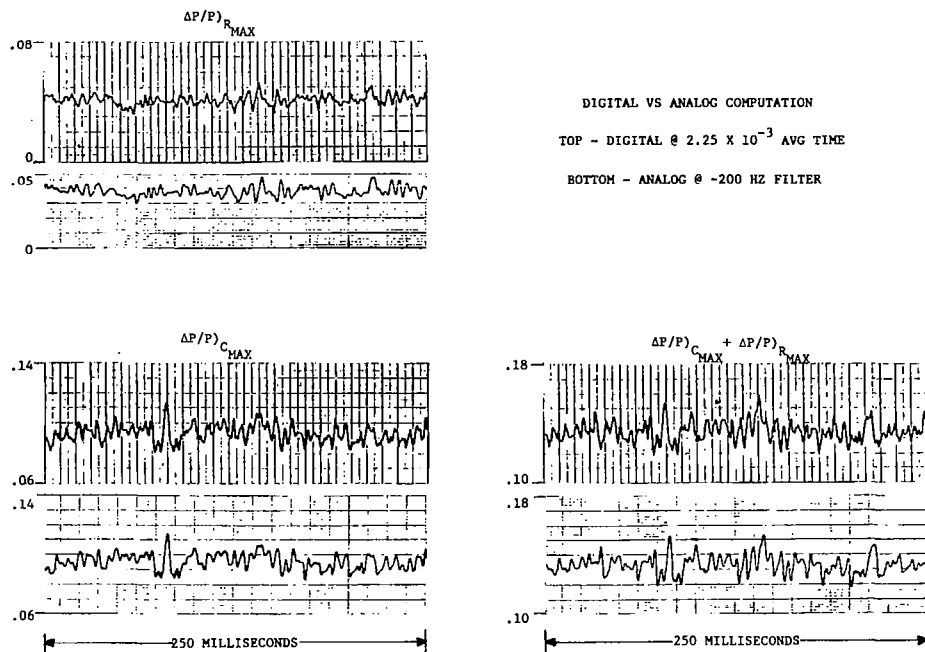 ΔP/P)R MAX
.08
0
.05
0
DIGITAL VS ANALOG COMPUTATION
TOP - DIGITAL @ 2.25 X 10-3 AVG TIME
BOTTOM - ANALOG @ ~200 HZ FILTER
ΔP/P)C MAX
.14
.06
.14
.06
250 MILLISECONDS
ΔP/P)C MAX + ΔP/P)R MAX
.18
.10
.18
.10
250 MILLISECONDS